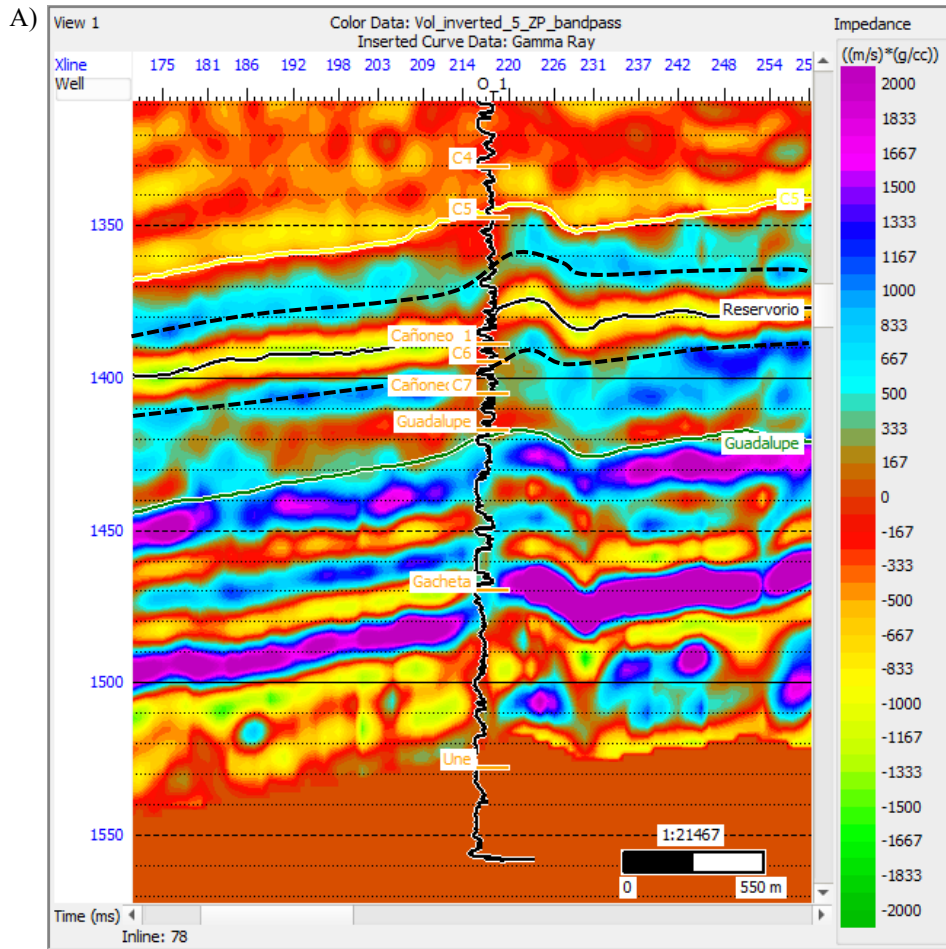 A)
View 1
Color Data: Vol_inverted_5_ZP_bandpass
Inserted Curve Data: Gamma Ray
Impedance
((m/s)*(g/cc))
Xline 175 181 186 192 198 203 209 214 220 226 231 237 242 248 254 25
Well
O_1
C4
C5
C5
Reservorio
Cañoneo 1
C6
Cañonec C7
Guadalupe
Guadalupe
Gacheta
Une
1350
1400
1450
1500
1550
1:21467
0 550 m
Time (ms)
Inline: 78
2000
1833
1667
1500
1333
1167
1000
833
667
500
333
167
0
-167
-333
-500
-667
-833
-1000
-1167
-1333
-1500
-1667
-1833
-2000